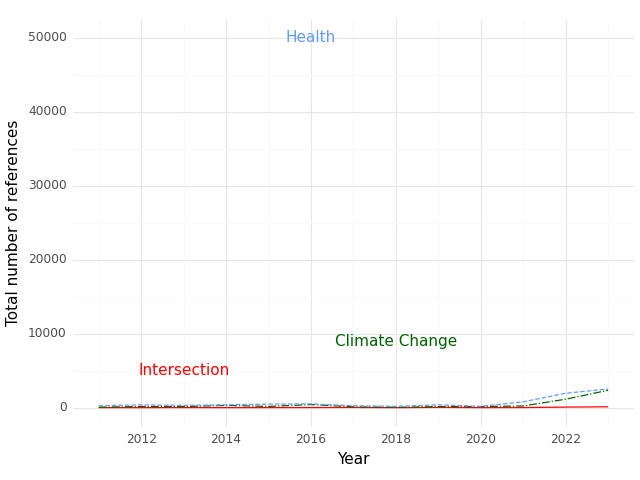 50000
Health
40000
30000
20000
10000
Climate Change
Intersection
0
2012 2014 2016 2018 2020 2022
Year
Total number of references